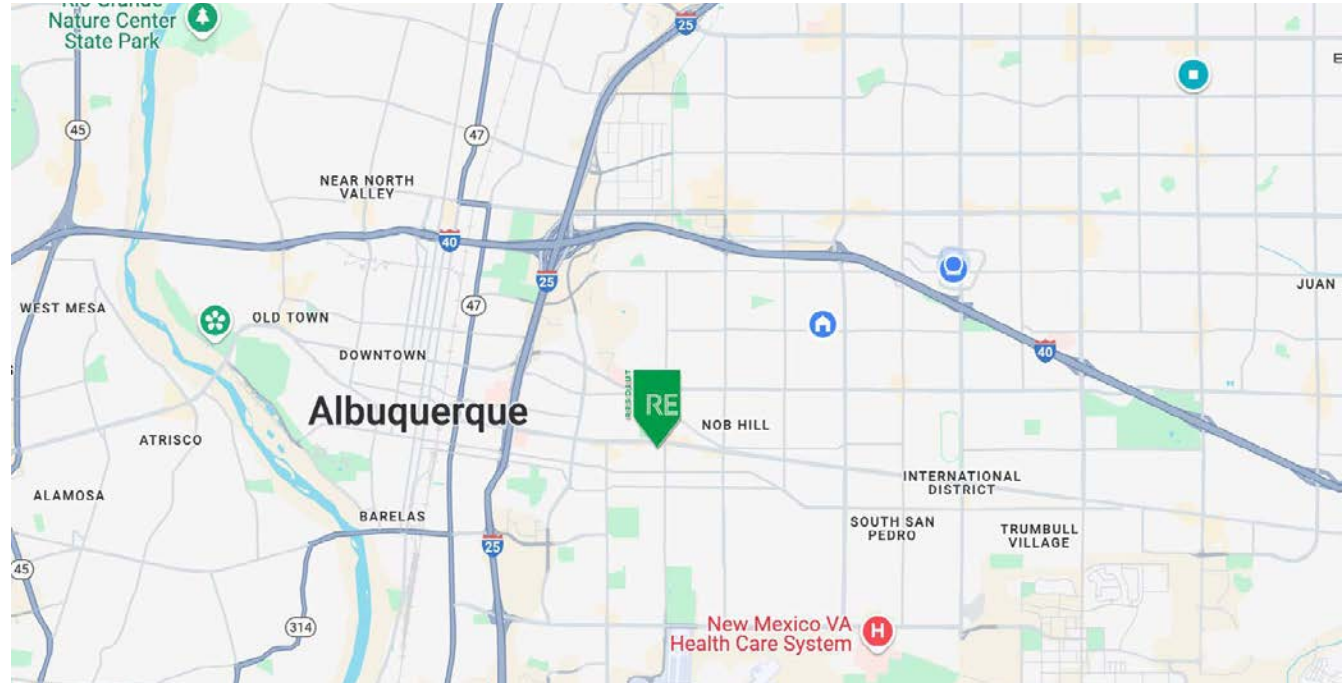 Nature Center
State Park
25
E
45
47
NEAR NORTH
VALLEY
40
25
JUAN
WEST MESA
47
OLD TOWN
DOWNTOWN
40
RE
Albuquerque
NOB HILL
ATRISCO
INTERNATIONAL
DISTRICT
ALAMOSA
BARELAS
SOUTH SAN
PEDRO
TRUMBULL
VILLAGE
25
45
314
New Mexico VA
Health Care System
H